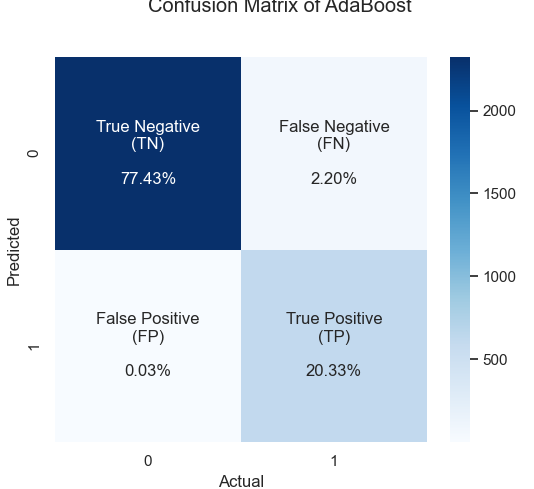 Confusion Matrix of AdaBoost
True Negative
(TN)
77.43%
False Negative
(FN)
2.20%
False Positive
(FP)
0.03%
True Positive
(TP)
20.33%
0
1
Predicted
0
1
Actual
2000
1500
1000
500